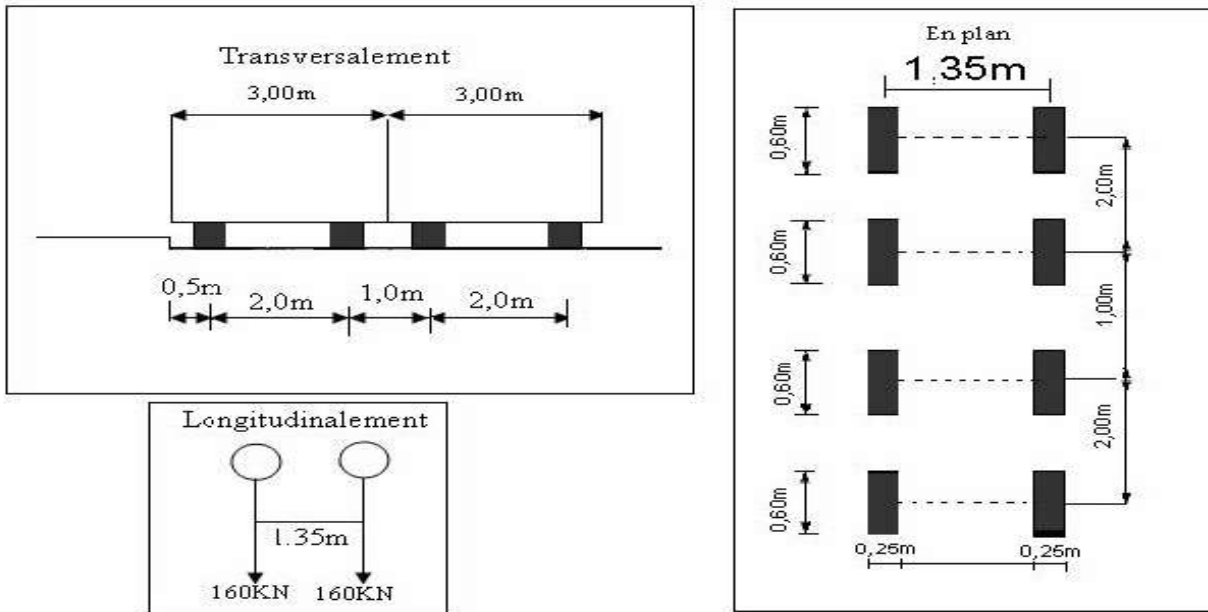 Transversalement
3,00m 3,00m
0,5m 2,0m 1,0m 2,0m
Longitudinalement
1.35m
160KN 160KN
En plan
1.35m
0,60m
2,00m
0,60m
1,00m
0,60m
2,00m
0,60m
0,25m 0,25m